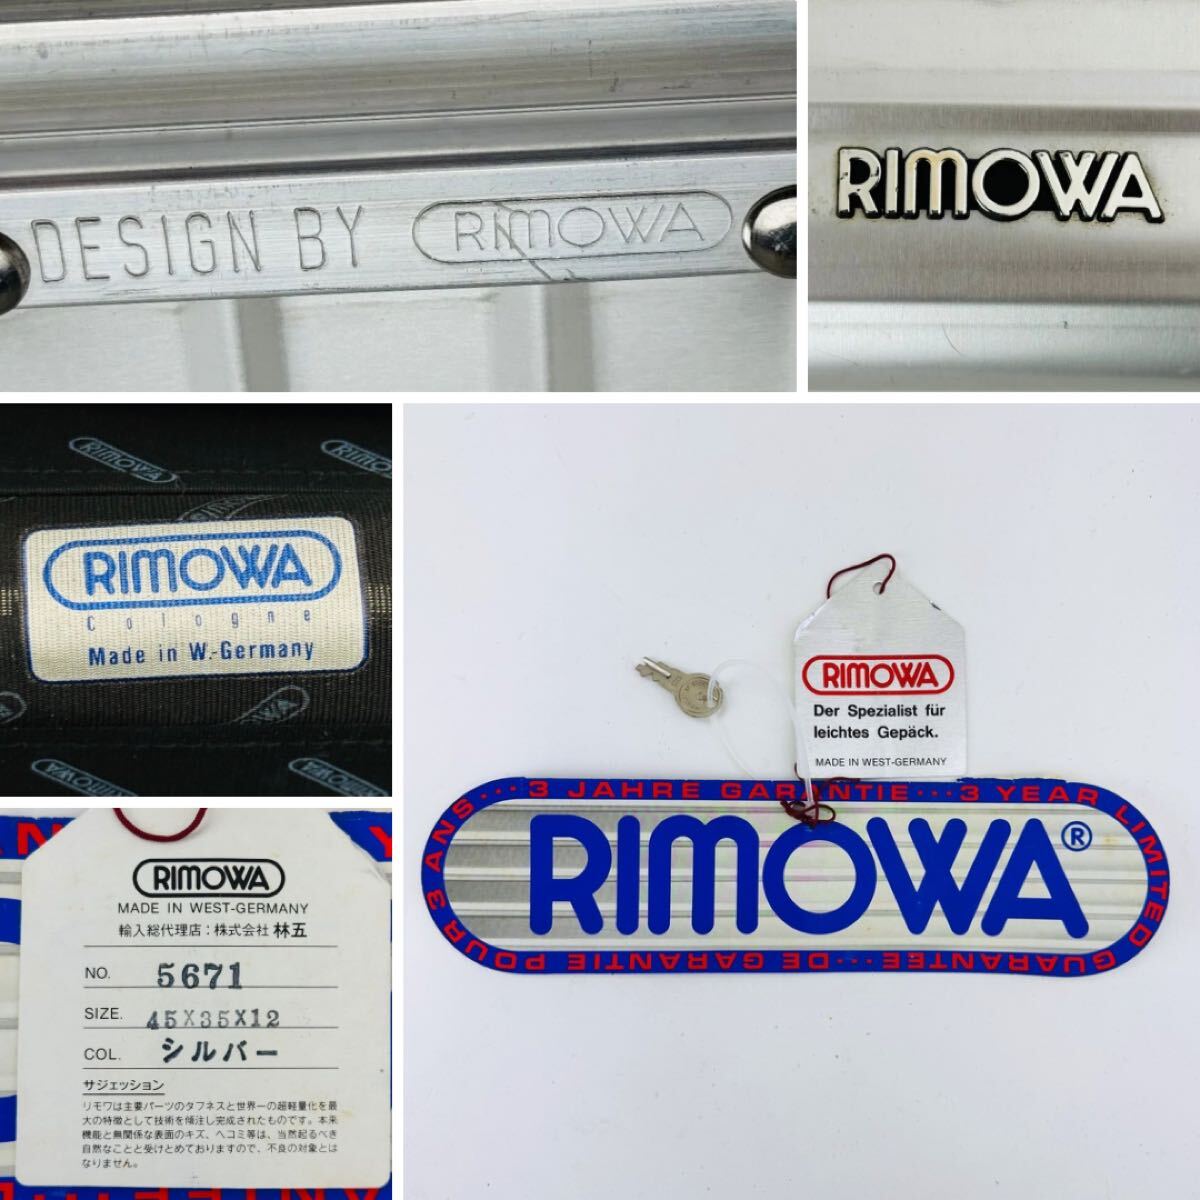 DESIGN BY RIMOWA
RIMOWA
RIMOWA
RIMOWA
RIMOWA
Cologne
Made in W.-Germany
RIMOWA
RIMOWA
Der Spezialist für
leichtes Gepäck.
MADE IN WEST-GERMANY
3 JAHRE GARANTIE···3 YEAR LIMITED GUARANTEE···DE GARANTIE POUR 3 ANS···
RIMOWA®
RIMOWA
MADE IN WEST-GERMANY
輸入総代理店：株式会社 林五
NO. 5671
SIZE. 45X35X12
COL. シルバー
サジェッション
リモワは主要パーツのタフネスと世界一の超軽量化を最
大の特徴として技術を傾注し完成されたものです。本来
機能と無関係な表面のキズ、ヘコミ等は、当然起るべき
自然なことと受けとめておりますので、不良の対象とは
なりません。